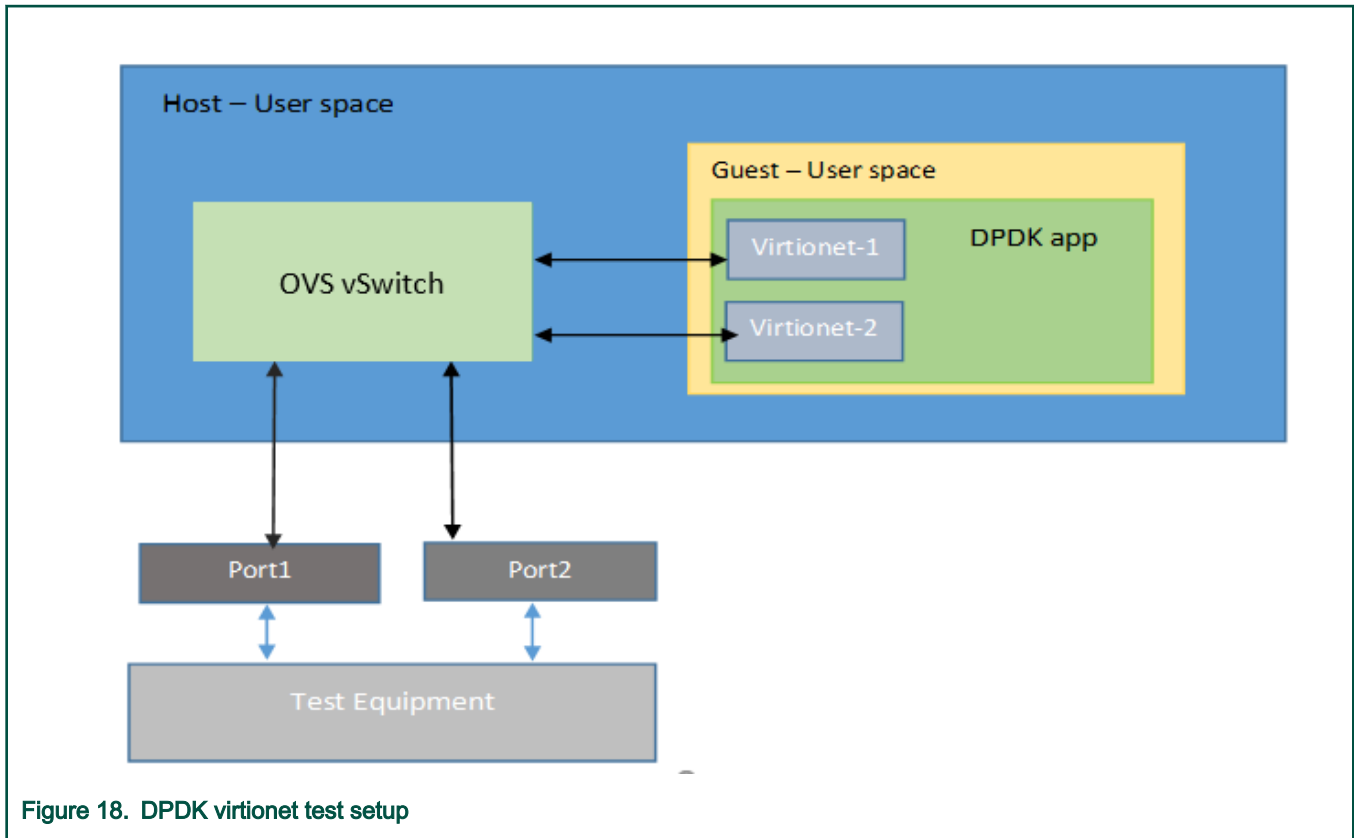 Host – User space
Guest – User space
DPDK app
Virtionet-1
OVS vSwitch
Virtionet-2
Port1
Port2
Test Equipment
Figure 18. DPDK virtionet test setup